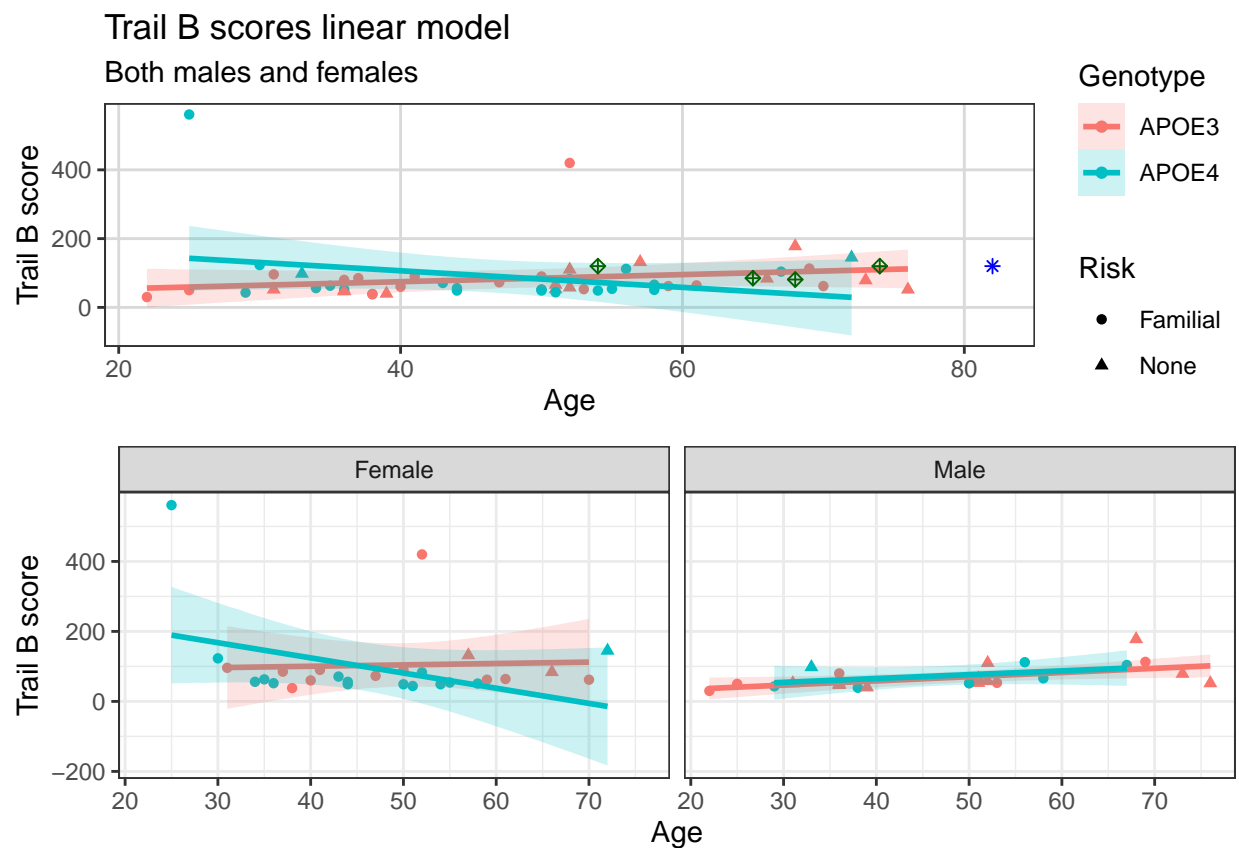 Trail B scores linear model
Both males and females
Trail B score
400
200
0
20 40 60 80
Age
Genotype
APOE3
APOE4
Risk
Familial
None
Female Male
Trail B score
400
200
0
−200
20 30 40 50 60 70 20 30 40 50 60 70
Age